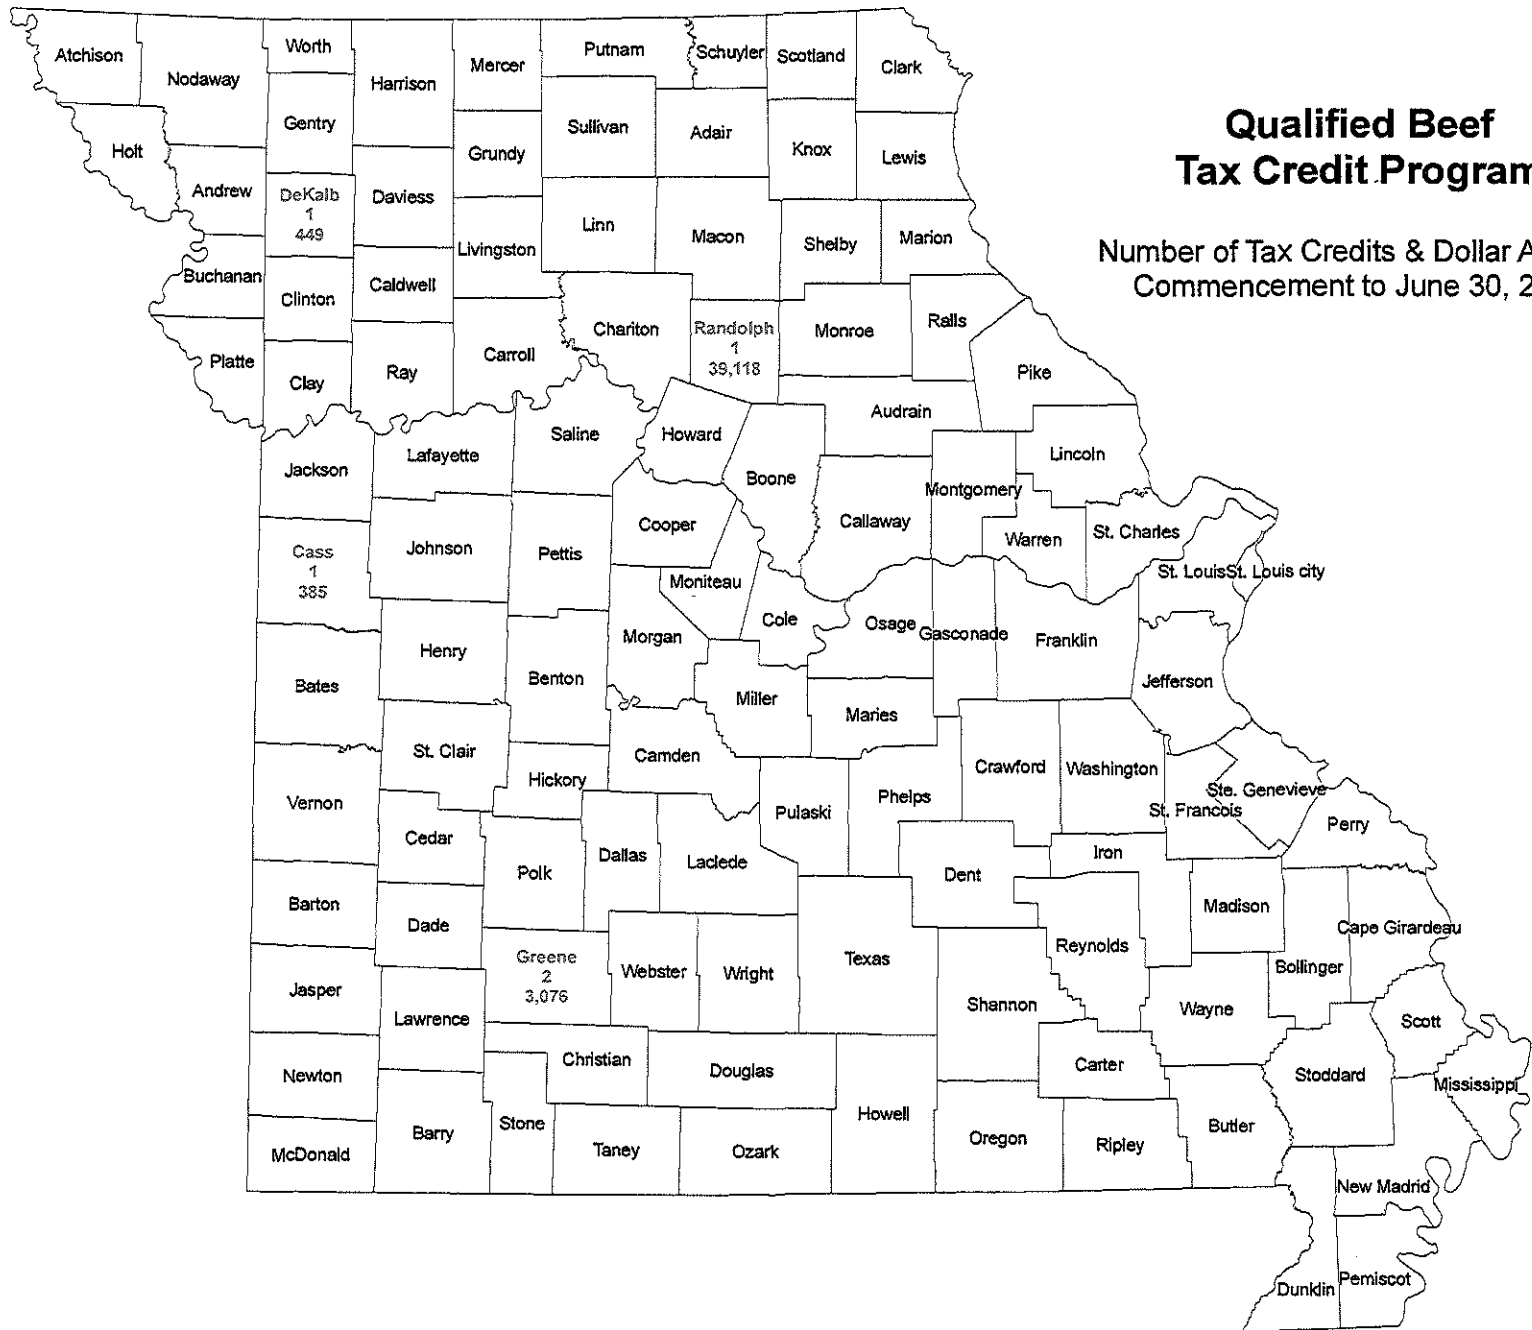 Qualified Beef
Tax Credit Program
Number of Tax Credits & Dollar A
Commencement to June 30, 2
Atchison
Nodaway
Worth
Harrison
Mercer
Putnam
Schuyler
Scotland
Clark
Gentry
Sullivan
Adair
Knox
Lewis
Holt
Grundy
Andrew
DeKalb
1
449
Daviess
Livingston
Linn
Macon
Shelby
Marion
Buchanan
Clinton
Caldwell
Carroll
Chariton
Randolph
1
39,118
Monroe
Ralls
Pike
Platte
Clay
Ray
Audrain
Saline
Howard
Boone
Lincoln
Jackson
Lafayette
Montgomery
Callaway
Cooper
Warren
St. Charles
Cass
1
385
Johnson
Pettis
Moniteau
St. Louis
St. Louis city
Cole
Osage
Gasconade
Franklin
Morgan
Henry
Benton
Bates
Jefferson
Miller
Maries
St. Clair
Camden
Crawford
Washington
Hickory
Vernon
Pulaski
Phelps
Ste. Genevieve
St. Francois
Perry
Cedar
Polk
Dallas
Laclede
Dent
Iron
Barton
Dade
Madison
Cape Girardeau
Reynolds
Greene
2
3,076
Webster
Wright
Texas
Bollinger
Jasper
Lawrence
Shannon
Wayne
Scott
Newton
Christian
Douglas
Carter
Stoddard
Mississippi
Howell
Barry
Stone
Taney
Ozark
Oregon
Ripley
Butler
McDonald
New Madrid
Dunklin
Pemiscot